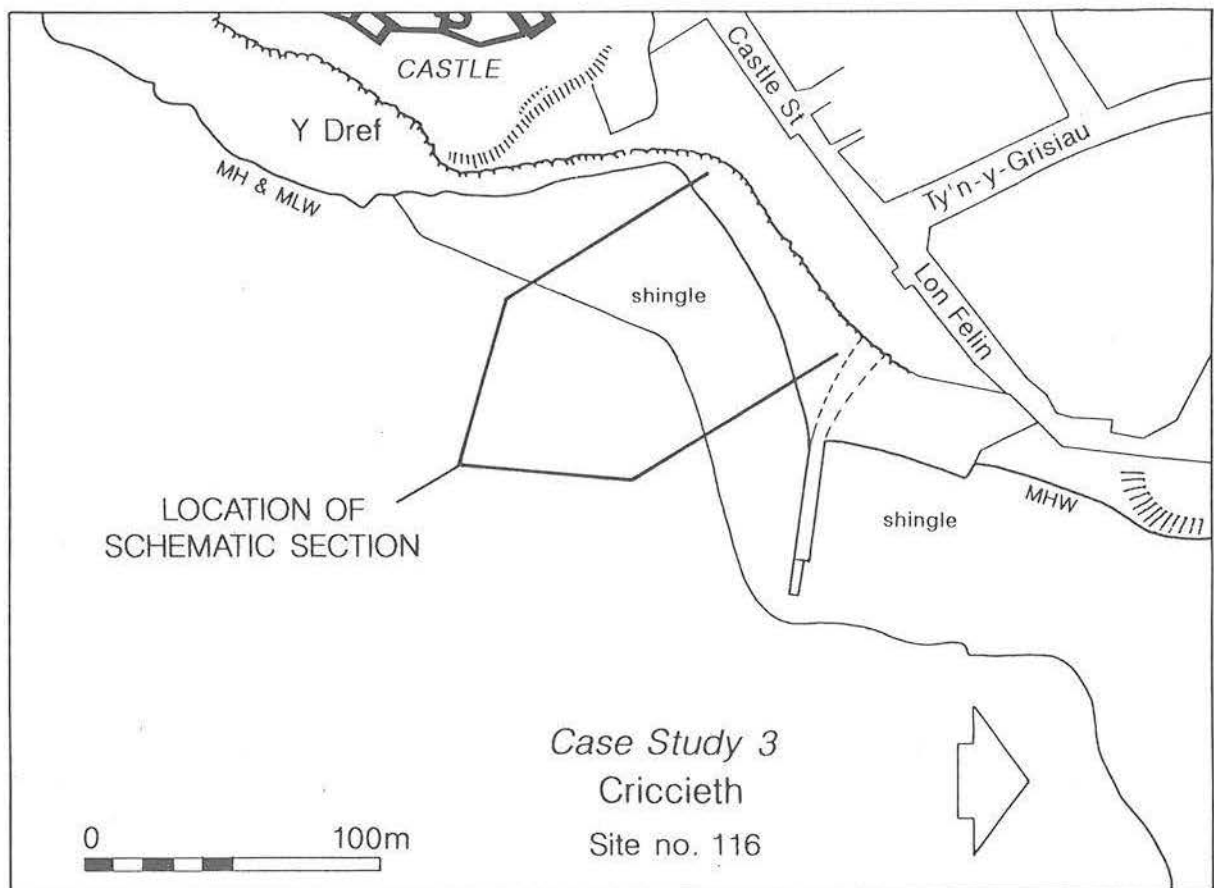 CASTLE
Castle St
Y Dref
Ty'n-y-Grisiau
MH & MLW
shingle
Lon Felin
LOCATION OF
SCHEMATIC SECTION
shingle
MHW
Case Study 3
Criccieth
Site no. 116
0 100m